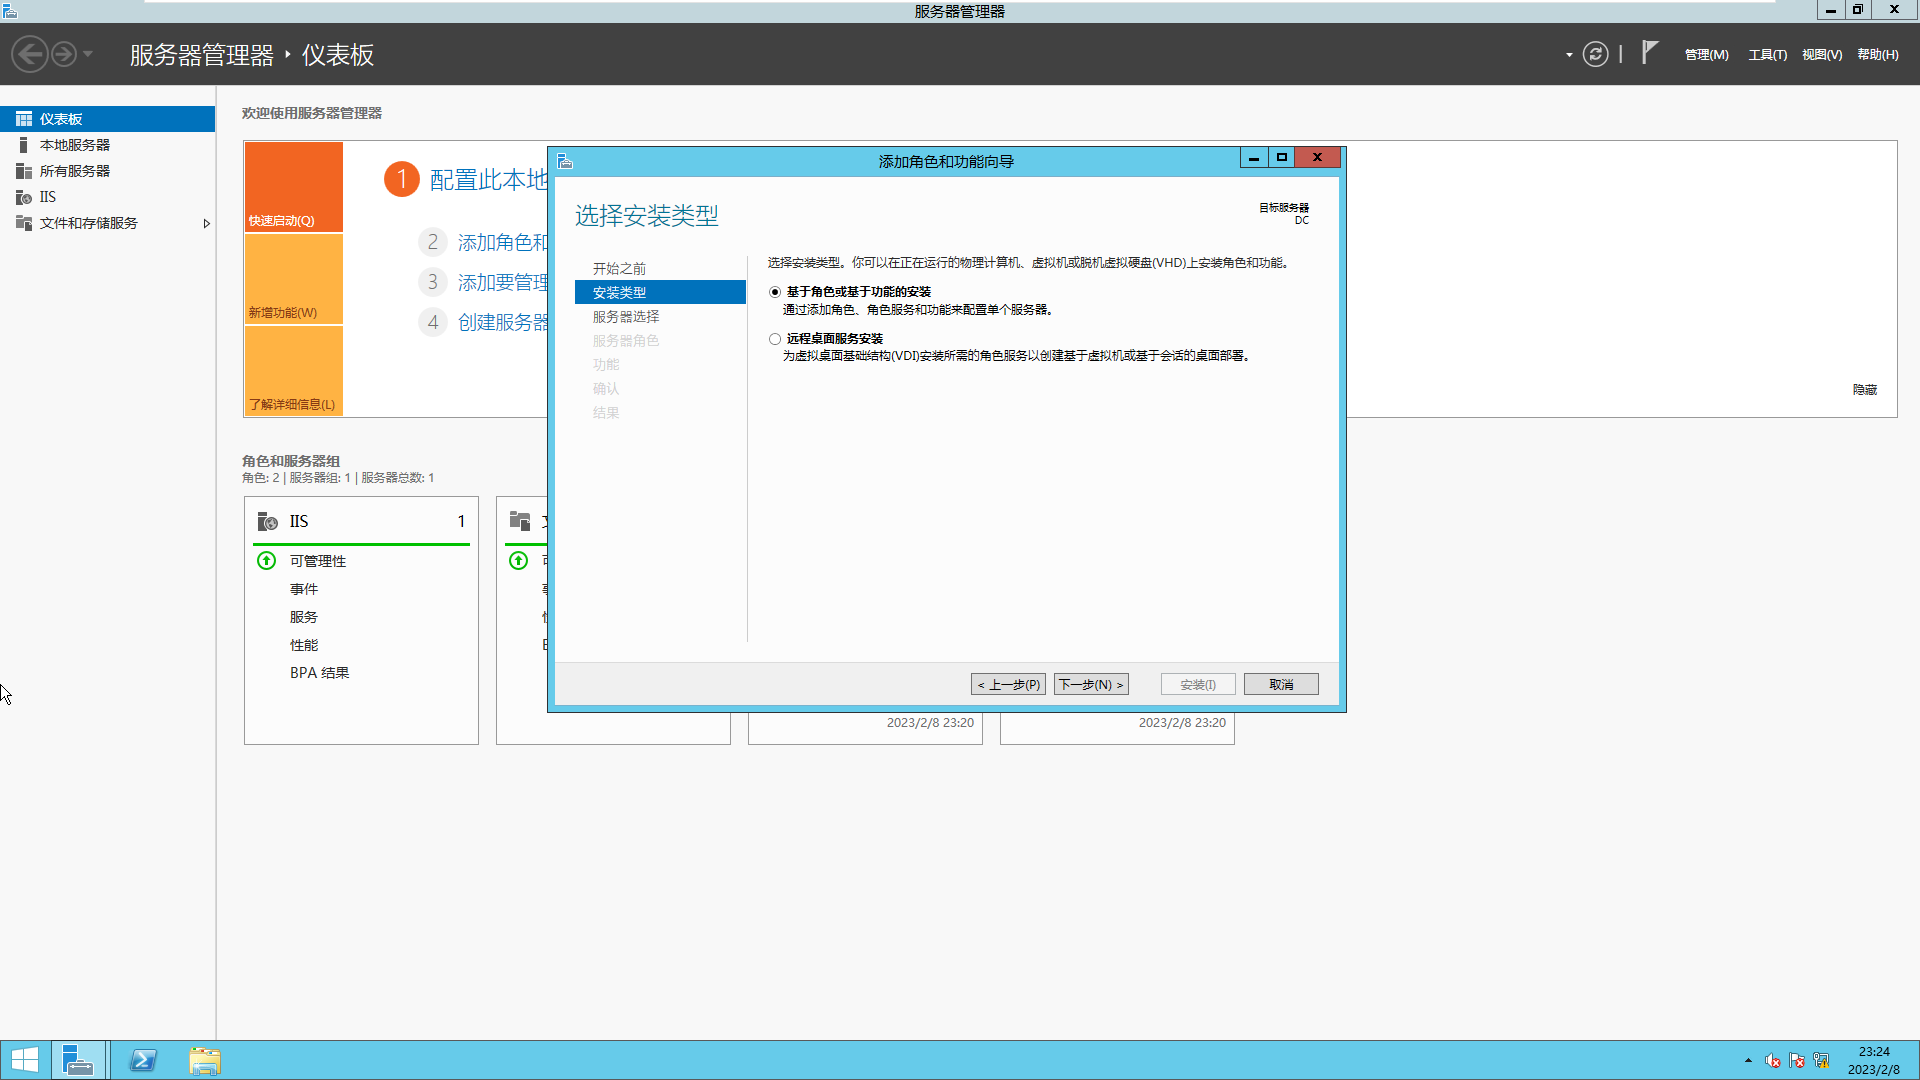 服务器管理器
服务器管理器 ‣ 仪表板
管理(M) 工具(T) 视图(V) 帮助(H)
仪表板
本地服务器
所有服务器
IIS
文件和存储服务
欢迎使用服务器管理器
快速启动(Q)
新增功能(W)
了解详细信息(L)
1 配置此本地
2 添加角色和
3 添加要管理
4 创建服务器
隐藏
角色和服务器组
角色: 2 | 服务器组: 1 | 服务器总数: 1
IIS 1
可管理性
事件
服务
性能
BPA 结果
2023/2/8 23:20
2023/2/8 23:20
添加角色和功能向导
选择安装类型
目标服务器
DC
开始之前
安装类型
服务器选择
服务器角色
功能
确认
结果
选择安装类型。你可以在正在运行的物理计算机、虚拟机或脱机虚拟硬盘(VHD)上安装角色和功能。
基于角色或基于功能的安装
通过添加角色、角色服务和功能来配置单个服务器。
远程桌面服务安装
为虚拟桌面基础结构(VDI)安装所需的角色服务以创建基于虚拟机或基于会话的桌面部署。
< 上一步(P) 下一步(N) > 安装(I) 取消
23:24
2023/2/8